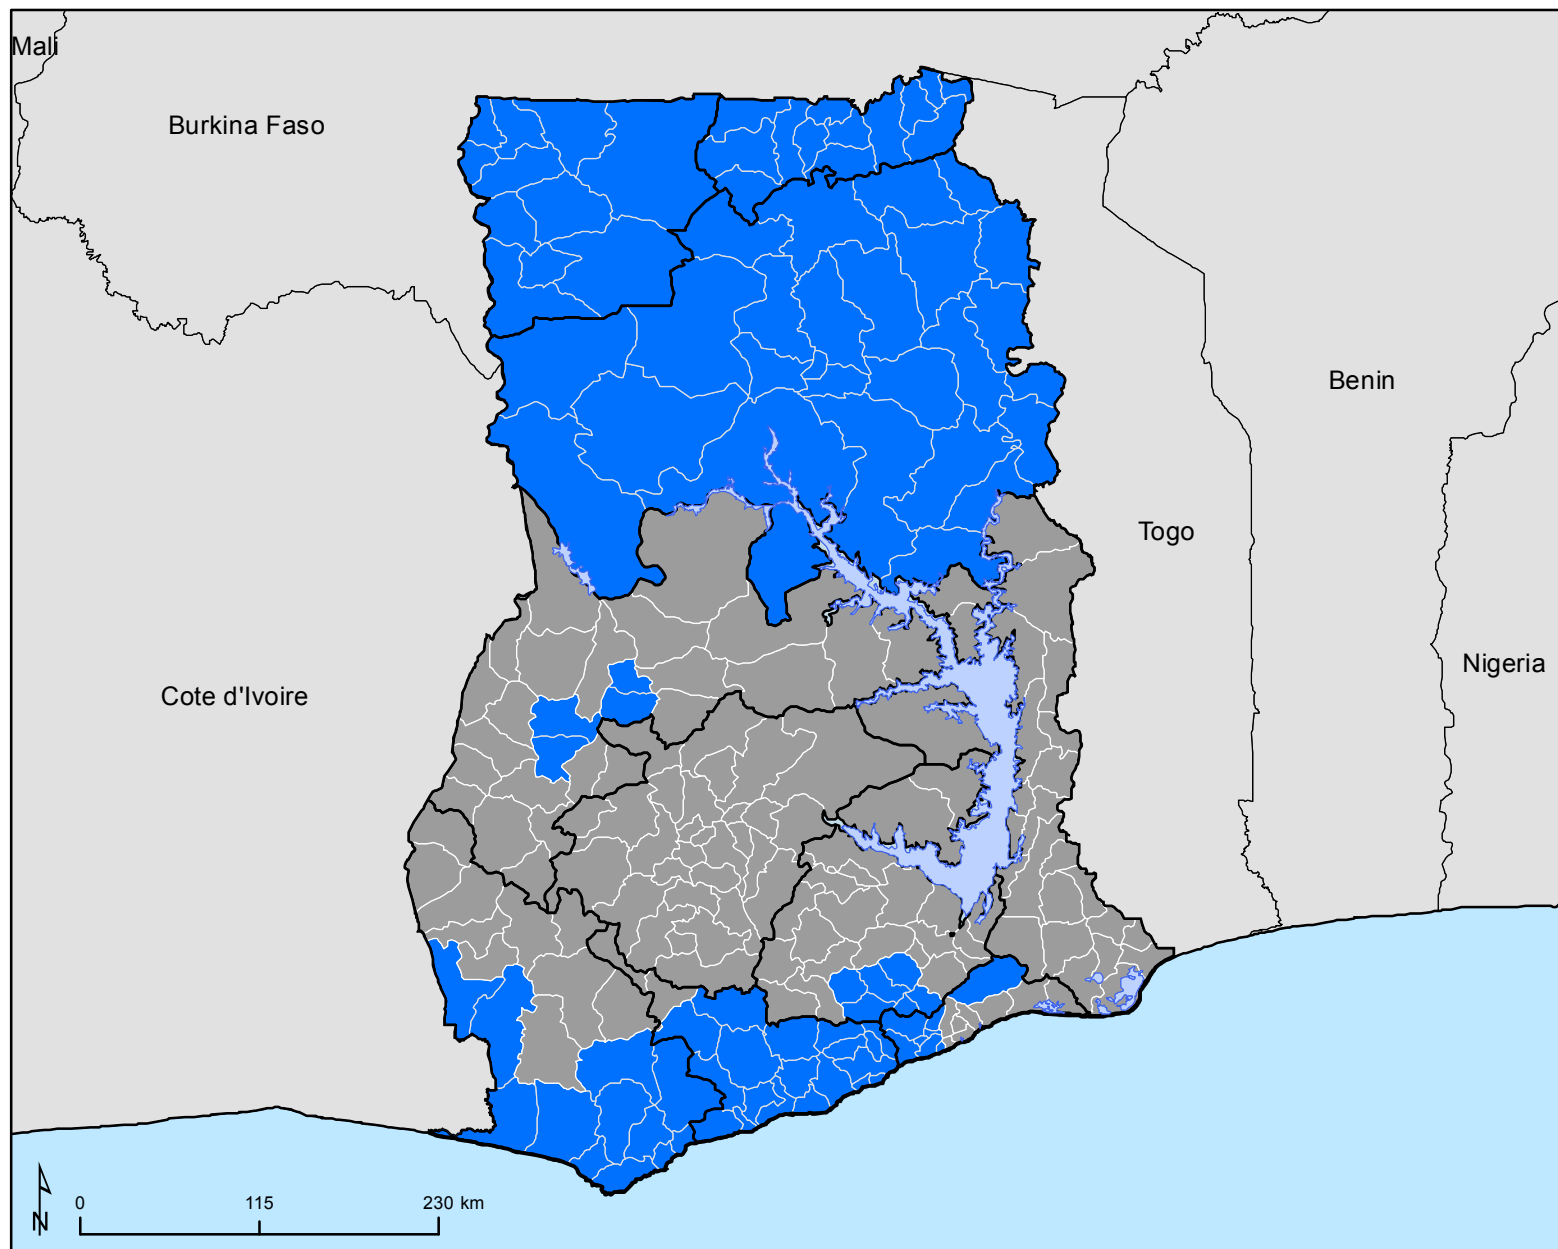 Mali
Burkina Faso
Benin
Togo
Nigeria
Cote d'Ivoire
N
0 115 230 km